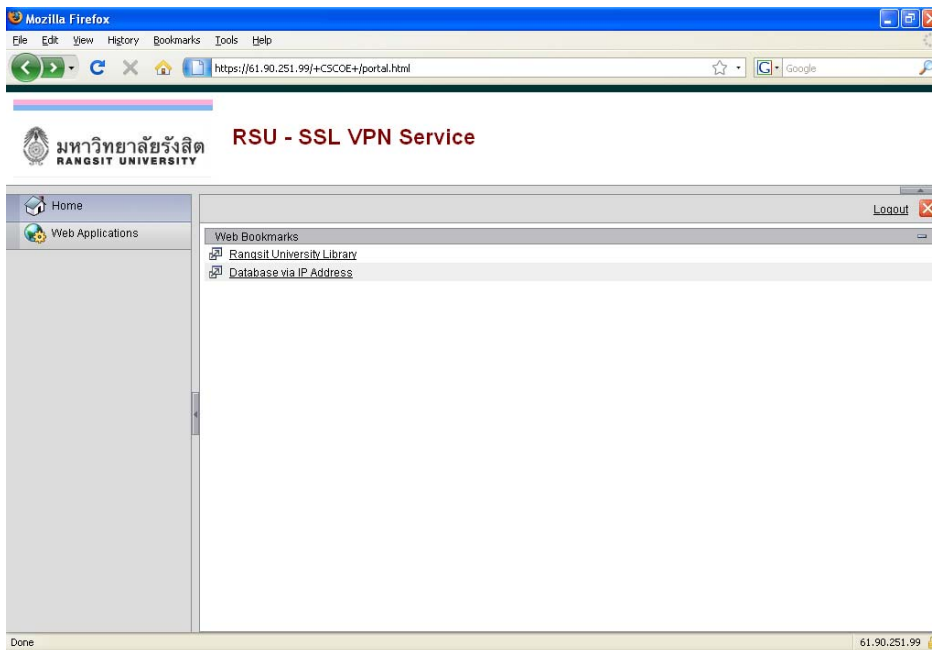 Mozilla Firefox
File Edit View History Bookmarks Tools Help
https://61.90.251.99/+CSCOE+/portal.html
G Google
มหาวิทยาลัยรังสิต
RANGSIT UNIVERSITY
RSU - SSL VPN Service
Home
Logout
Web Applications
Web Bookmarks
Rangsit University Library
Database via IP Address
Done
61.90.251.99